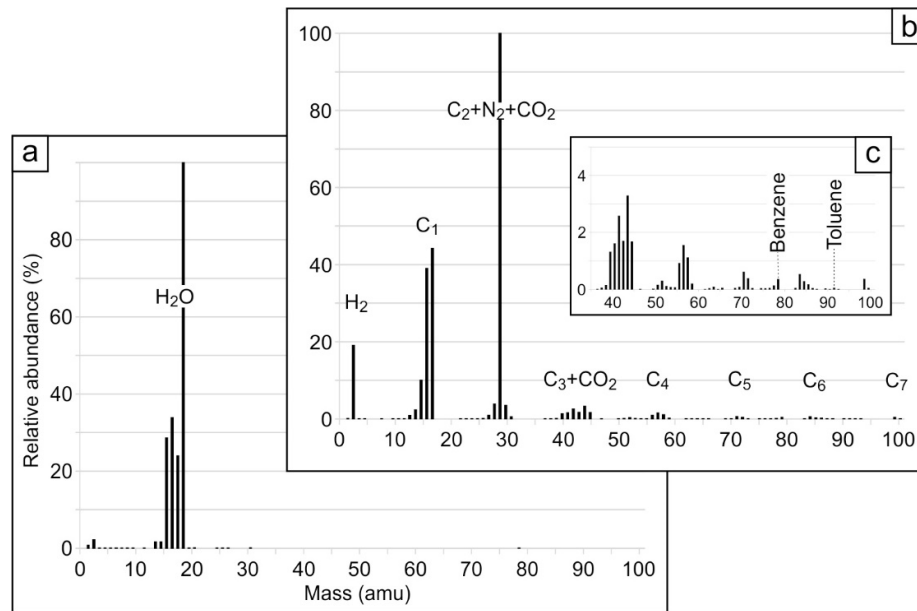 a
Relative abundance (%)
80
60
40
20
0
H₂O
0 10 20 30 40 50 60 70 80 90 100
Mass (amu)
b
100
80
60
40
20
0
H₂
C₁
C₂+N₂+CO₂
C₃+CO₂
C₄
C₅
C₆
C₇
0 10 20 30 40 50 60 70 80 90 100
c
4
2
0
Benzene
Toluene
40 50 60 70 80 90 100